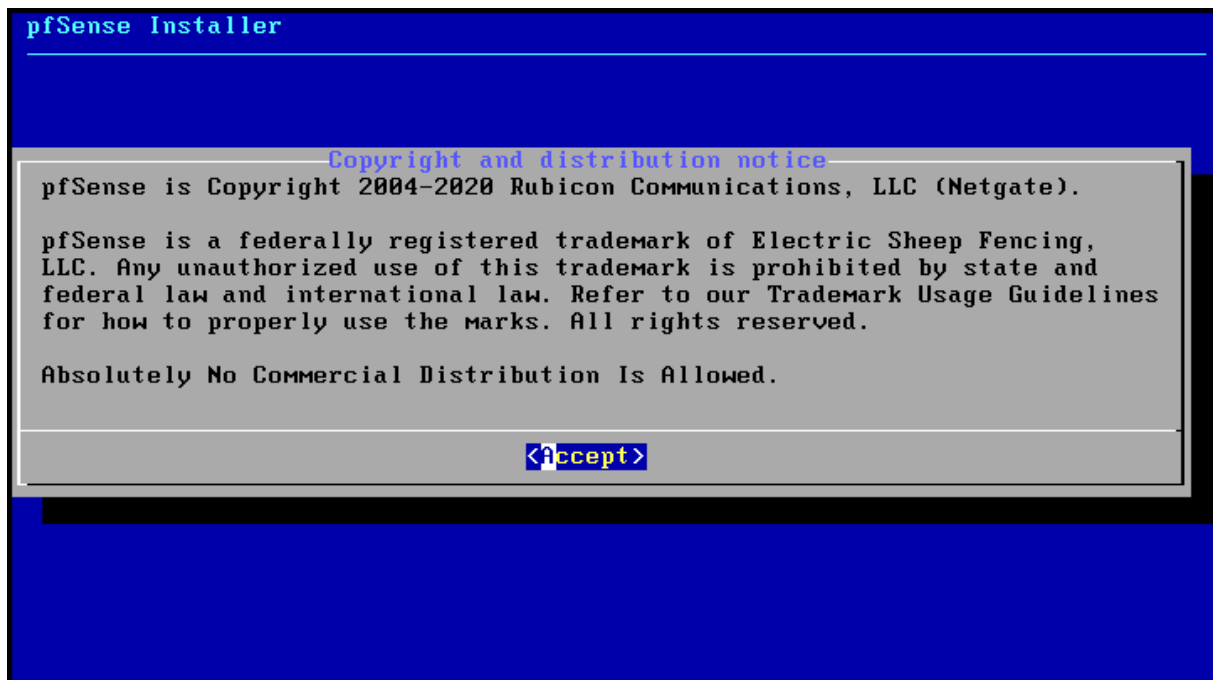 pfSense Installer
Copyright and distribution notice
pfSense is Copyright 2004-2020 Rubicon Communications, LLC (Netgate).
pfSense is a federally registered trademark of Electric Sheep Fencing,
LLC. Any unauthorized use of this trademark is prohibited by state and
federal law and international law. Refer to our Trademark Usage Guidelines
for how to properly use the marks. All rights reserved.
Absolutely No Commercial Distribution Is Allowed.
<Accept>